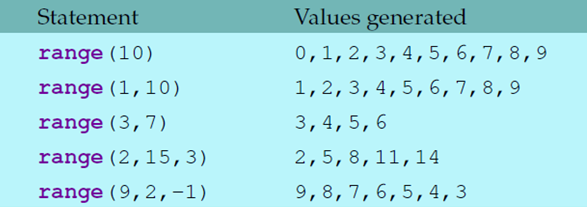 Statement Values generated
range(10) 0,1,2,3,4,5,6,7,8,9
range(1,10) 1,2,3,4,5,6,7,8,9
range(3,7) 3,4,5,6
range(2,15,3) 2,5,8,11,14
range(9,2,-1) 9,8,7,6,5,4,3